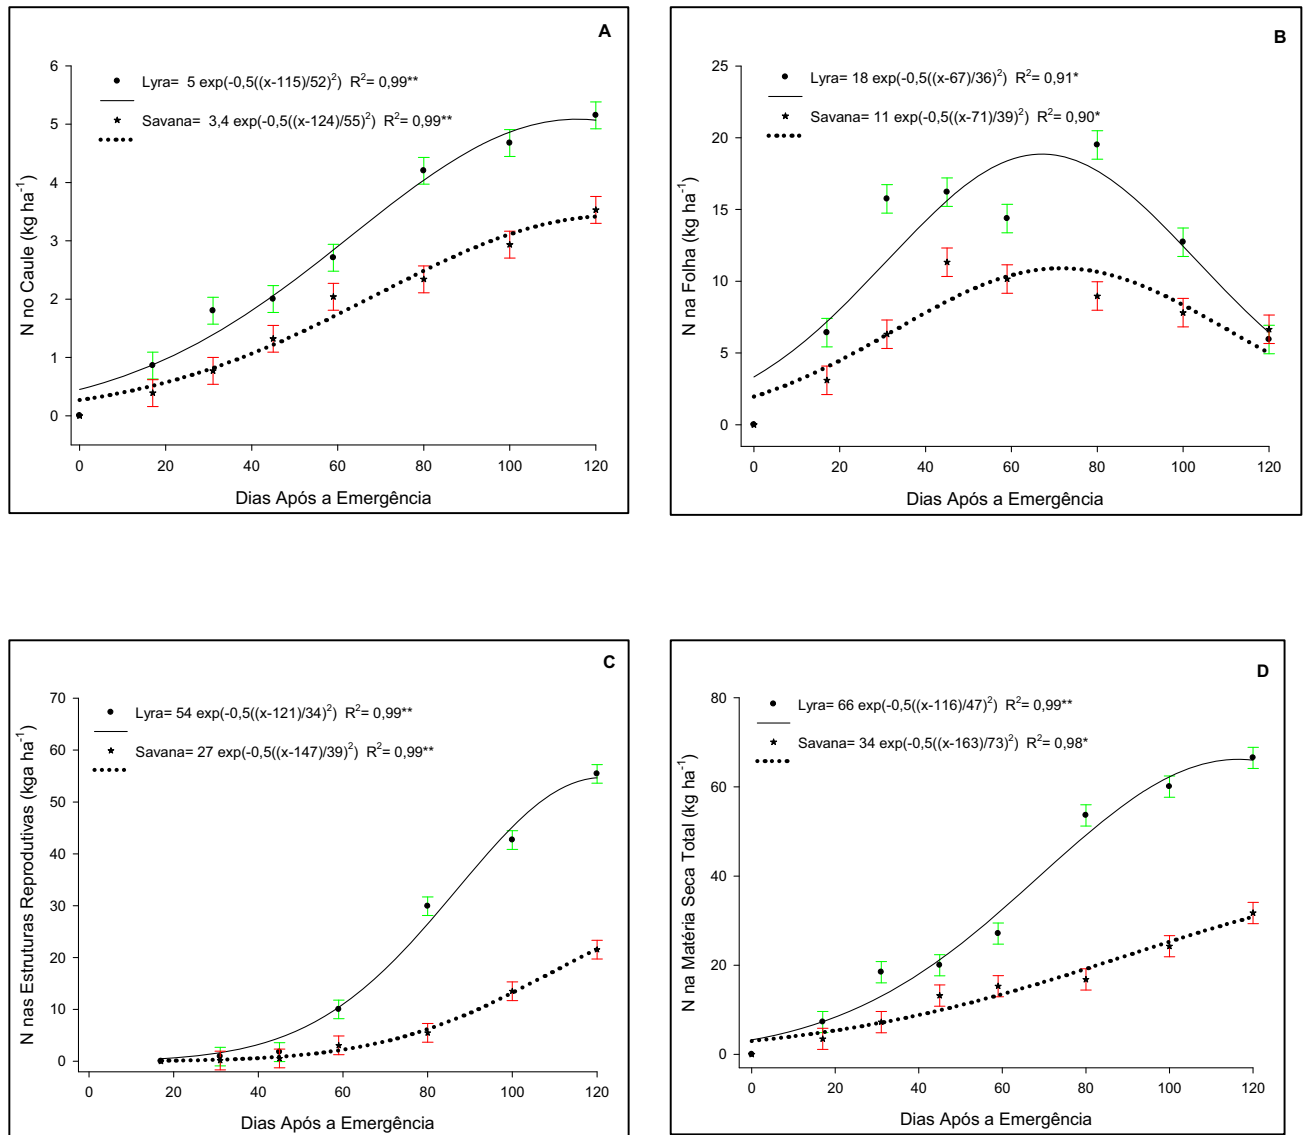 A
N no Caule (kg ha⁻¹)
6
5
4
3
2
1
0
Lyra= 5 exp(-0,5((x-115)/52)²) R²= 0,99**
Savana= 3,4 exp(-0,5((x-124)/55)²) R²= 0,99**
0 20 40 60 80 100 120
Dias Após a Emergência
B
N na Folha (kg ha⁻¹)
25
20
15
10
5
0
Lyra= 18 exp(-0,5((x-67)/36)²) R²= 0,91*
Savana= 11 exp(-0,5((x-71)/39)²) R²= 0,90*
0 20 40 60 80 100 120
Dias Após a Emergência
C
N nas Estruturas Reprodutivas (kga ha⁻¹)
70
60
50
40
30
20
10
0
Lyra= 54 exp(-0,5((x-121)/34)²) R²= 0,99**
Savana= 27 exp(-0,5((x-147)/39)²) R²= 0,99**
0 20 40 60 80 100 120
Dias Após a Emergência
D
N na Matéria Seca Total (kg ha⁻¹)
80
60
40
20
0
Lyra= 66 exp(-0,5((x-116)/47)²) R²= 0,99**
Savana= 34 exp(-0,5((x-163)/73)²) R²= 0,98*
0 20 40 60 80 100 120
Dias Após a Emergência